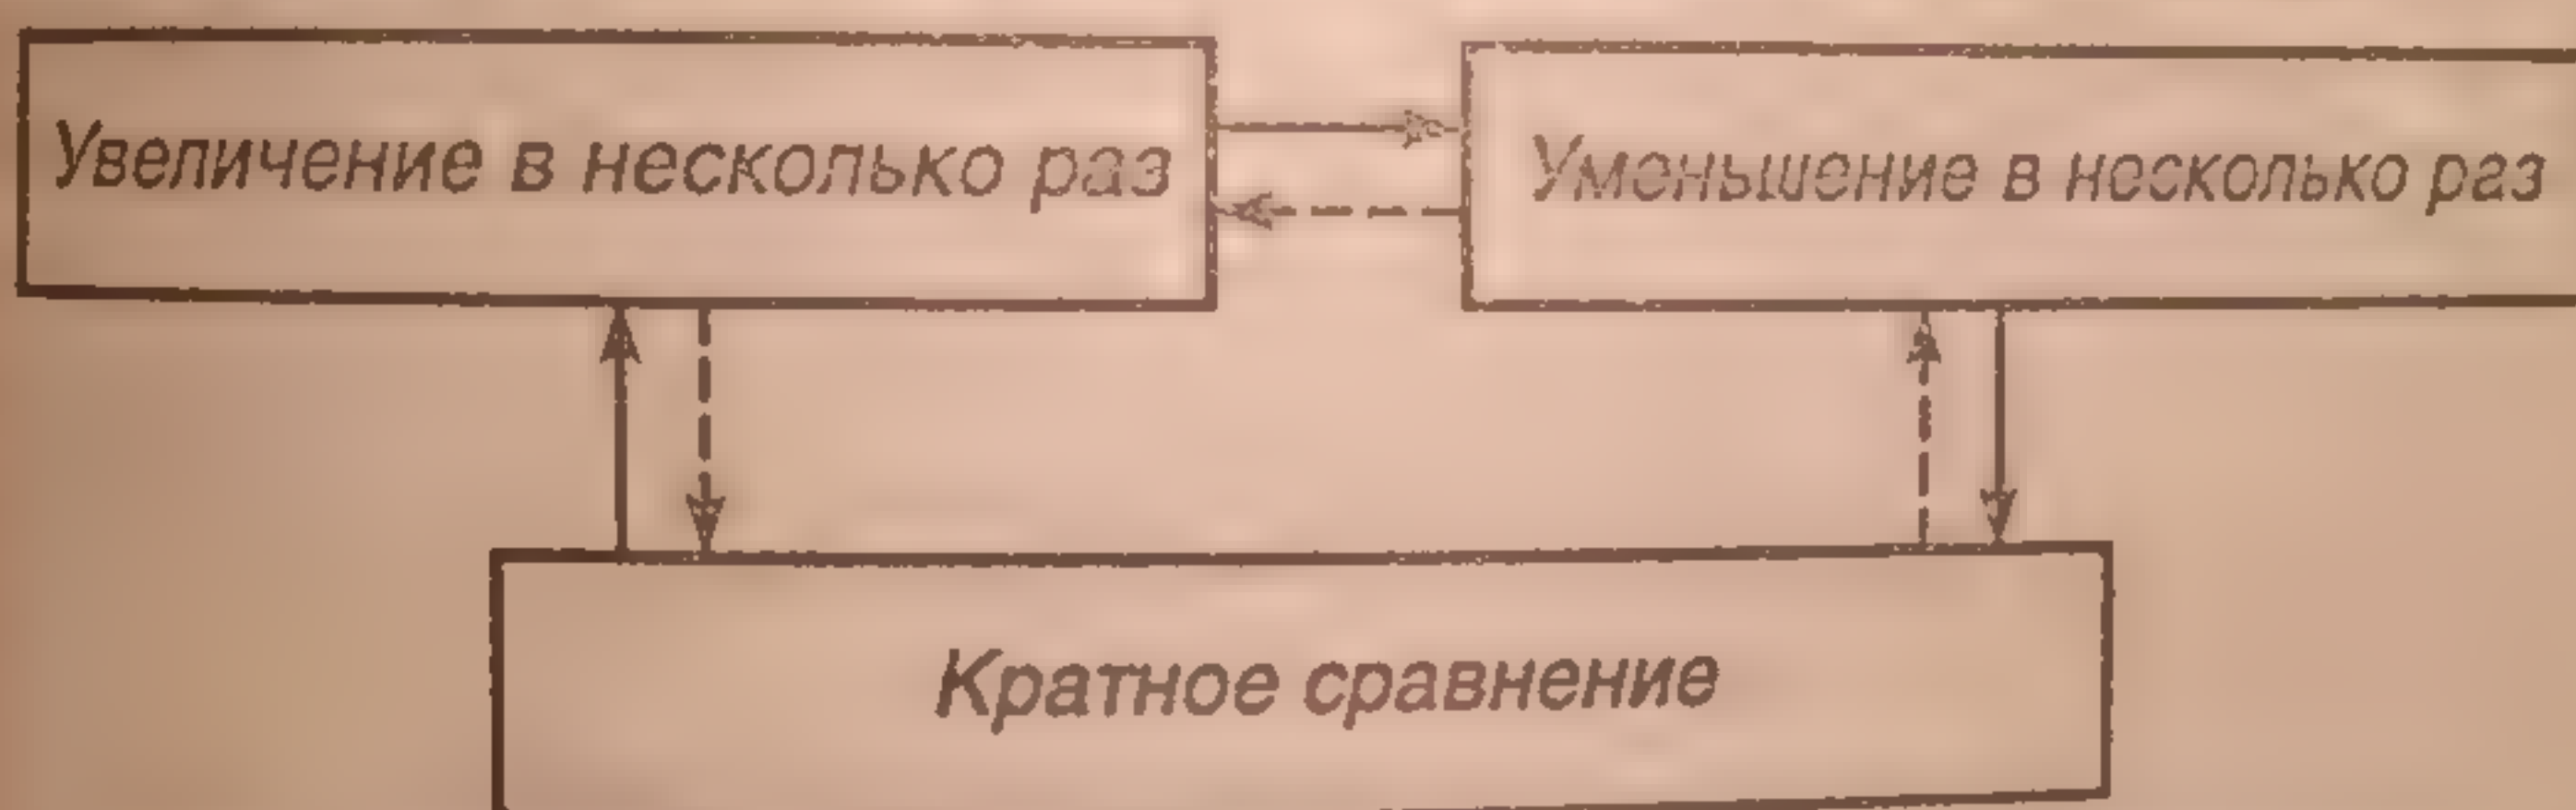 Увеличение в несколько раз
Уменьшение в несколько раз
Кратное сравнение